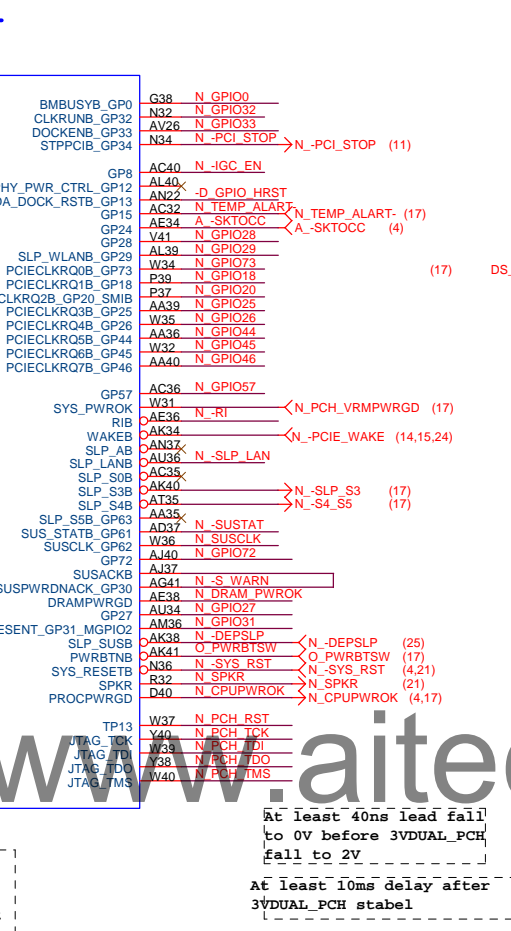 BMBUSYB_GP0 G38 N_GPIO0
CLKRUNB_GP32 N32 N_GPIO32
DOCKENB_GP33 AV26 N_GPIO33
STPPCIB_GP34 N34 N_-PCI_STOP N_-PCI_STOP (11)
GP8 AC40 N_-IGC_EN
HY_PWR_CTRL_GP12 AL40
DA_DOCK_RSTB_GP13 AN22 -D_GPIO_HRST
GP15 AC32 N_TEMP_ALART- N_TEMP_ALART- (17)
GP24 AE34 A_-SKTOCC A_-SKTOCC (4)
GP28 V41 N_GPIO28
SLP_WLANB_GP29 AL39 N_GPIO29
PCIECLKRQ0B_GP73 W34 N_GPIO73 (17) DS_
PCIECLKRQ1B_GP18 P39 N_GPIO18
CLKRQ2B_GP20_SMIB P37 N_GPIO20
PCIECLKRQ3B_GP25 AA39 N_GPIO25
PCIECLKRQ4B_GP26 W35 N_GPIO26
PCIECLKRQ5B_GP44 AA36 N_GPIO44
PCIECLKRQ6B_GP45 W32 N_GPIO45
PCIECLKRQ7B_GP46 AA40 N_GPIO46
GP57 AC36 N_GPIO57
SYS_PWROK W31 N_PCH_VRMPWRGD (17)
RIB AE36 N_-RI
WAKEB AK34 N_-PCIE_WAKE (14,15,24)
SLP_AB AN37
SLP_LANB AU36 N_-SLP_LAN
SLP_S0B AC35
SLP_S3B AK40 N_-SLP_S3 (17)
SLP_S4B AT35 N_-S4_S5 (17)
SLP_S5B_GP63 AA35
SUS_STATB_GP61 AD37 N_-SUSTAT
SUSCLK_GP62 W36 N_SUSCLK
GP72 AJ40 N_GPIO72
SUSACKB AJ37
SUSPWRDNACK_GP30 AG41 N_-S_WARN
DRAMPWRGD AE38 N_DRAM_PWROK
GP27 AU34 N_GPIO27
ESENT_GP31_MGPIO2 AM36 N_GPIO31
SLP_SUSB AK38 N_-DEPSLP N_-DEPSLP (25)
PWRBTNB AK41 O_PWRBTSW O_PWRBTSW (17)
SYS_RESETB N36 N_-SYS_RST N_-SYS_RST (4,21)
SPKR R32 N_SPKR N_SPKR (21)
PROCPWRGD D40 N_CPUPWROK N_CPUPWROK (4,17)
TP13 W37 N_PCH_RST
JTAG_TCK Y40 N_PCH_TCK
JTAG_TDI W39 N_PCH_TDI
JTAG_TDO Y38 N_PCH_TDO
JTAG_TMS W40 N_PCH_TMS
www.aitec
At least 40ns lead fall
to 0V before 3VDUAL_PCH
fall to 2V
At least 10ms delay after
3VDUAL_PCH stabel